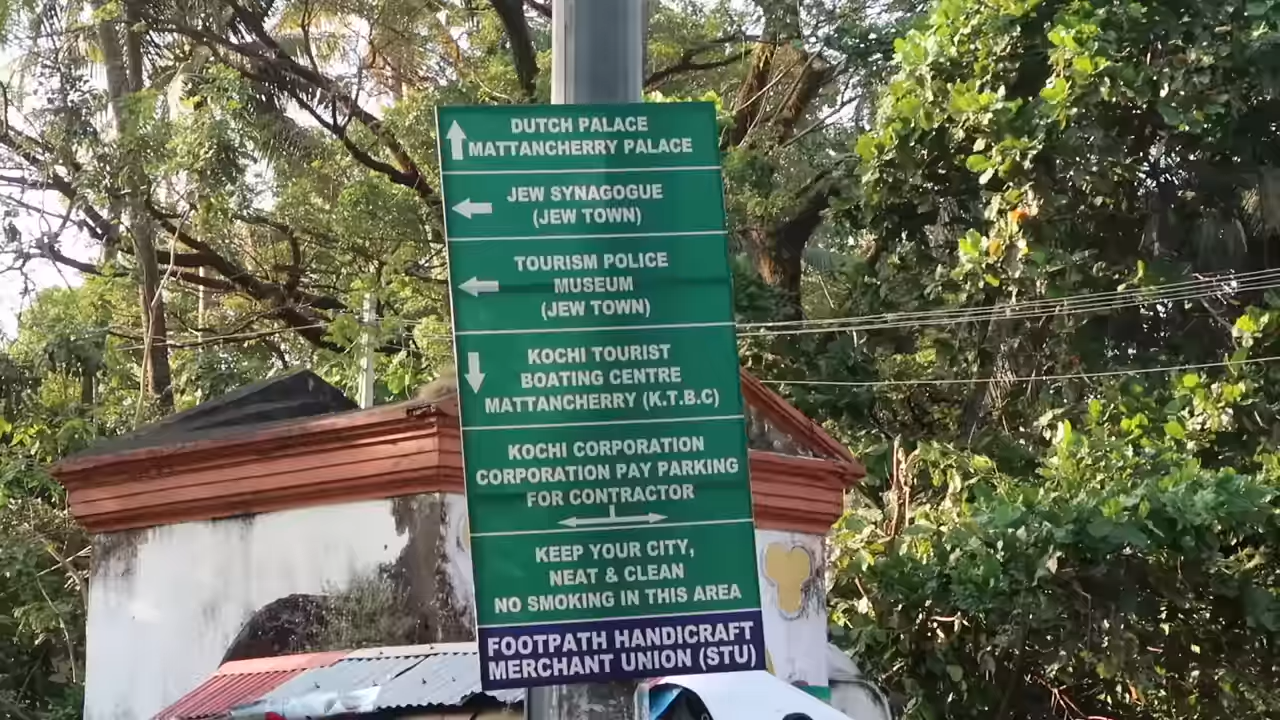 DUTCH PALACE
MATTANCHERRY PALACE
JEW SYNAGOGUE
(JEW TOWN)
TOURISM POLICE
MUSEUM
(JEW TOWN)
KOCHI TOURIST
BOATING CENTRE
MATTANCHERRY (K.T.B.C)
KOCHI CORPORATION
CORPORATION PAY PARKING
FOR CONTRACTOR
KEEP YOUR CITY,
NEAT & CLEAN
NO SMOKING IN THIS AREA
FOOTPATH HANDICRAFT
MERCHANT UNION (STU)